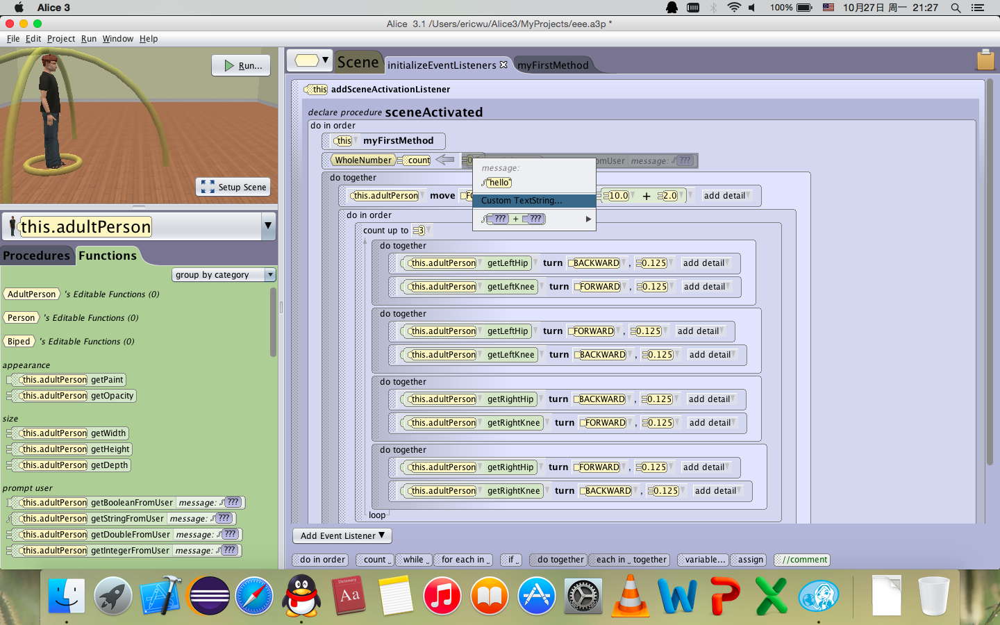 Alice 3
100%
10月27日 周一 21:27
Alice 3.1 /Users/ericwu/Alice3/MyProjects/eee.a3p *
File Edit Project Run Window Help
Run...
Setup Scene
this.adultPerson
Procedures Functions
group by category
AdultPerson 's Editable Functions (0)
Person 's Editable Functions (0)
Biped 's Editable Functions (0)
appearance
this.adultPerson getPaint
this.adultPerson getOpacity
size
this.adultPerson getWidth
this.adultPerson getHeight
this.adultPerson getDepth
prompt user
this.adultPerson getBooleanFromUser message: ???
this.adultPerson getStringFromUser message: ???
this.adultPerson getDoubleFromUser message: ???
this.adultPerson getIntegerFromUser message: ???
Scene initializeEventListeners myFirstMethod
this addSceneActivationListener
declare procedure sceneActivated
do in order
this myFirstMethod
WholeNumber count message: ???
message:
"hello"
Custom TextString...
??? + ???
do together
this.adultPerson move 10.0 + 2.0 add detail
do in order
count up to 3
do together
this.adultPerson getLeftHip turn BACKWARD , 0.125 add detail
this.adultPerson getLeftKnee turn FORWARD , 0.125 add detail
do together
this.adultPerson getLeftHip turn FORWARD , 0.125 add detail
this.adultPerson getLeftKnee turn BACKWARD , 0.125 add detail
do together
this.adultPerson getRightHip turn BACKWARD , 0.125 add detail
this.adultPerson getRightKnee turn FORWARD , 0.125 add detail
do together
this.adultPerson getRightHip turn FORWARD , 0.125 add detail
this.adultPerson getRightKnee turn BACKWARD , 0.125 add detail
loop
Add Event Listener
do in order count _ while _ for each in _ if _ do together each in _ together variable... assign //comment
Dictionary
Aa